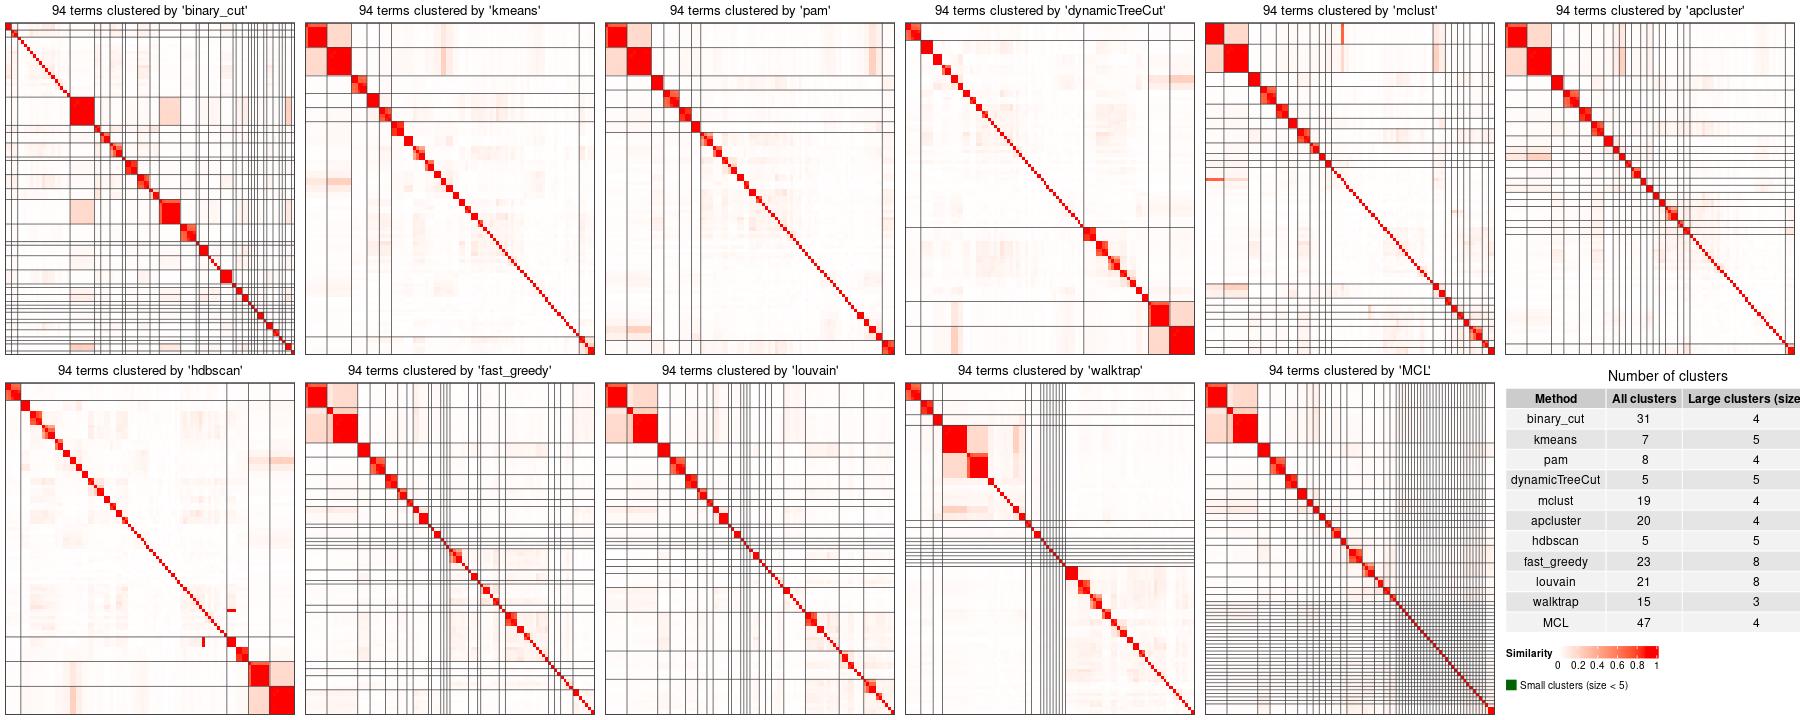 94 terms clustered by 'binary_cut'
94 terms clustered by 'kmeans'
94 terms clustered by 'pam'
94 terms clustered by 'dynamicTreeCut'
94 terms clustered by 'mclust'
94 terms clustered by 'apcluster'
94 terms clustered by 'hdbscan'
94 terms clustered by 'fast_greedy'
94 terms clustered by 'louvain'
94 terms clustered by 'walktrap'
94 terms clustered by 'MCL'
Number of clusters
Method All clusters Large clusters (size
binary_cut 31 4
kmeans 7 5
pam 8 4
dynamicTreeCut 5 5
mclust 19 4
apcluster 20 4
hdbscan 5 5
fast_greedy 23 8
louvain 21 8
walktrap 15 3
MCL 47 4
Similarity
0 0.2 0.4 0.6 0.8 1
Small clusters (size < 5)